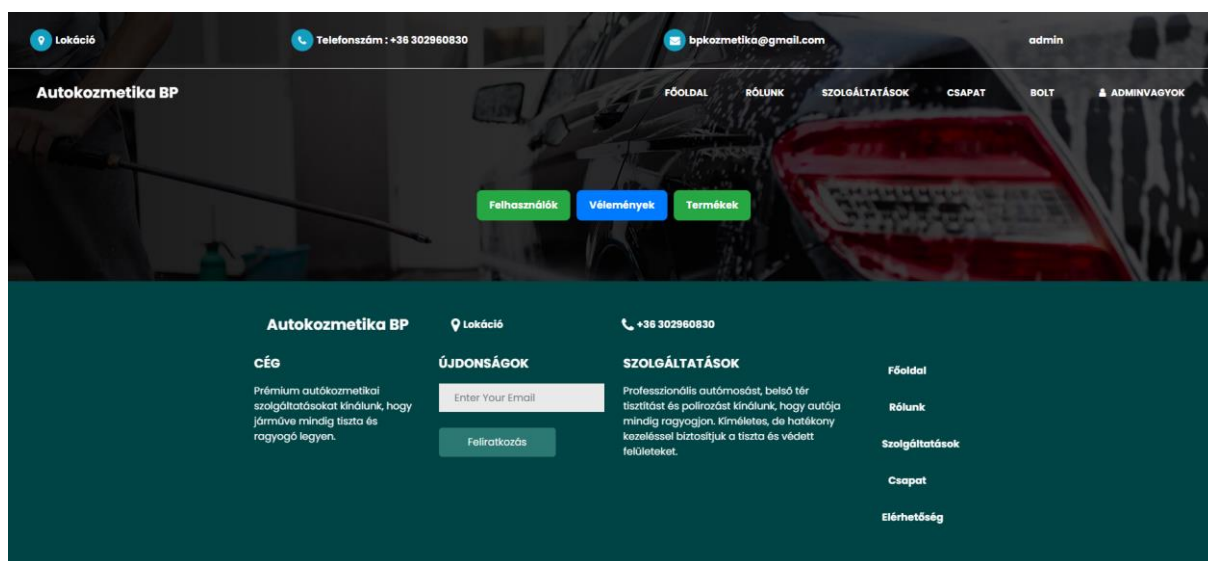 Lokáció
Telefonszám : +36 302960830
bpkozmetika@gmail.com
admin
Autokozmetika BP
FŐOLDAL
RÓLUNK
SZOLGÁLTATÁSOK
CSAPAT
BOLT
ADMINVAGYOK
Felhasználók
Vélemények
Termékek
Autokozmetika BP
Lokáció
+36 302960830
CÉG
Prémium autókozmetikai
szolgáltatásokat kínálunk, hogy
járműve mindig tiszta és
ragyogó legyen.
ÚJDONSÁGOK
Enter Your Email
Feliratkozás
SZOLGÁLTATÁSOK
Professzionális autómosást, belső tér
tisztítást és polírozást kínálunk, hogy autója
mindig ragyogjon. Kíméletes, de hatékony
kezeléssel biztosítjuk a tiszta és védett
felületeket.
Főoldal
Rólunk
Szolgáltatások
Csapat
Elérhetőség